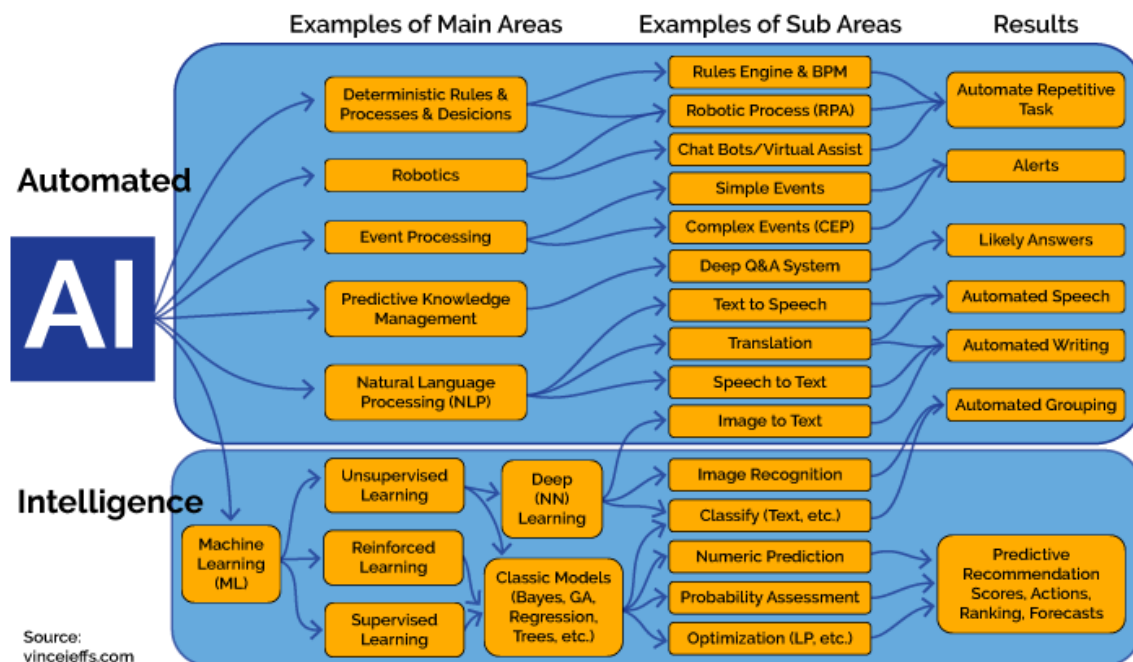 Examples of Main Areas
Examples of Sub Areas
Results
Automated
AI
Deterministic Rules &
Processes & Desicions
Robotics
Event Processing
Predictive Knowledge
Management
Natural Language
Processing (NLP)
Rules Engine & BPM
Robotic Process (RPA)
Chat Bots/Virtual Assist
Simple Events
Complex Events (CEP)
Deep Q&A System
Text to Speech
Translation
Speech to Text
Image to Text
Automate Repetitive
Task
Alerts
Likely Answers
Automated Speech
Automated Writing
Automated Grouping
Intelligence
Machine
Learning
(ML)
Unsupervised
Learning
Reinforced
Learning
Supervised
Learning
Deep
(NN)
Learning
Classic Models
(Bayes, GA,
Regression,
Trees, etc.)
Image Recognition
Classify (Text, etc.)
Numeric Prediction
Probability Assessment
Optimization (LP, etc.)
Predictive
Recommendation
Scores, Actions,
Ranking, Forecasts
Source:
vincejeffs.com